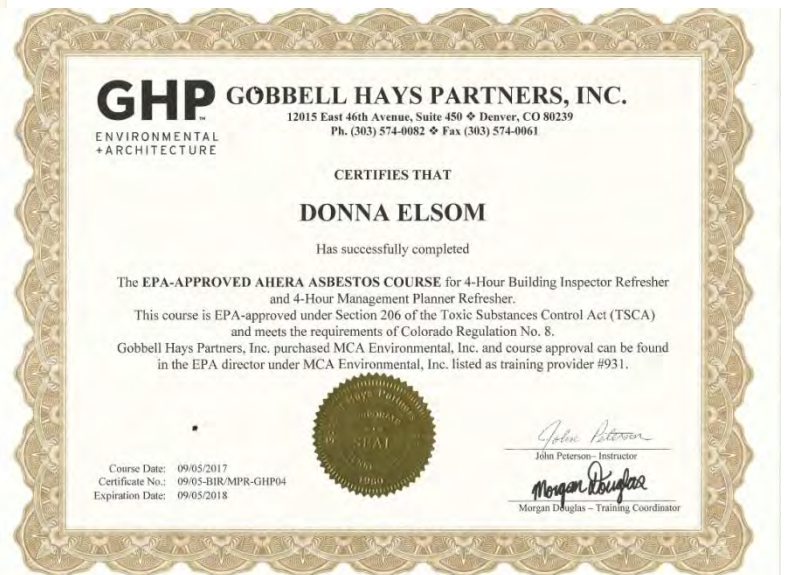 GHP
ENVIRONMENTAL
+ARCHITECTURE
GOBBELL HAYS PARTNERS, INC.
12015 East 46th Avenue, Suite 450 ❖ Denver, CO 80239
Ph. (303) 574-0082 ❖ Fax (303) 574-0061
CERTIFIES THAT
DONNA ELSOM
Has successfully completed
The EPA-APPROVED AHERA ASBESTOS COURSE for 4-Hour Building Inspector Refresher
and 4-Hour Management Planner Refresher.
This course is EPA-approved under Section 206 of the Toxic Substances Control Act (TSCA)
and meets the requirements of Colorado Regulation No. 8.
Gobbell Hays Partners, Inc. purchased MCA Environmental, Inc. and course approval can be found
in the EPA director under MCA Environmental, Inc. listed as training provider #931.
Hays Partners
SEAL
1980
Course Date: 09/05/2017
Certificate No.: 09/05-BIR/MPR-GHP04
Expiration Date: 09/05/2018
John Peterson
John Peterson– Instructor
Morgan Douglas
Morgan Douglas – Training Coordinator